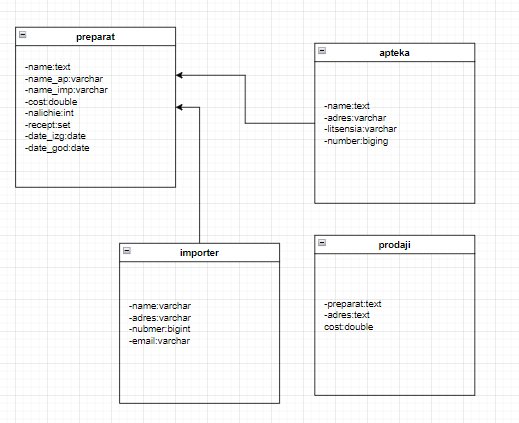 preparat
-name:text
-name_ap:varchar
-name_imp:varchar
-cost:double
-nalichie:int
-recept:set
-date_izg:date
-date_god:date
apteka
-name:text
-adres:varchar
-litsensia:varchar
-number:biging
importer
-name:varchar
-adres:varchar
-nubmer:bigint
-email:varchar
prodaji
-preparat:text
-adres:text
cost:double